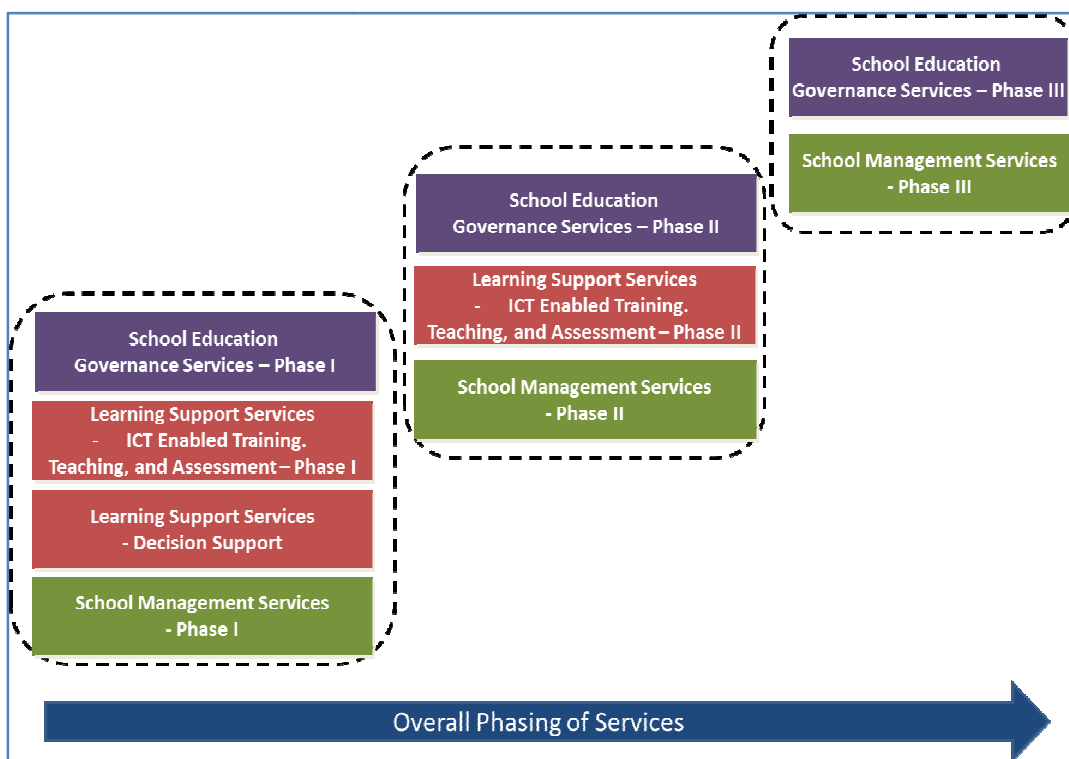 School Education
Governance Services – Phase III
School Management Services
- Phase III
School Education
Governance Services – Phase II
Learning Support Services
- ICT Enabled Training.
Teaching, and Assessment – Phase II
School Management Services
- Phase II
School Education
Governance Services – Phase I
Learning Support Services
- ICT Enabled Training.
Teaching, and Assessment – Phase I
Learning Support Services
- Decision Support
School Management Services
- Phase I
Overall Phasing of Services